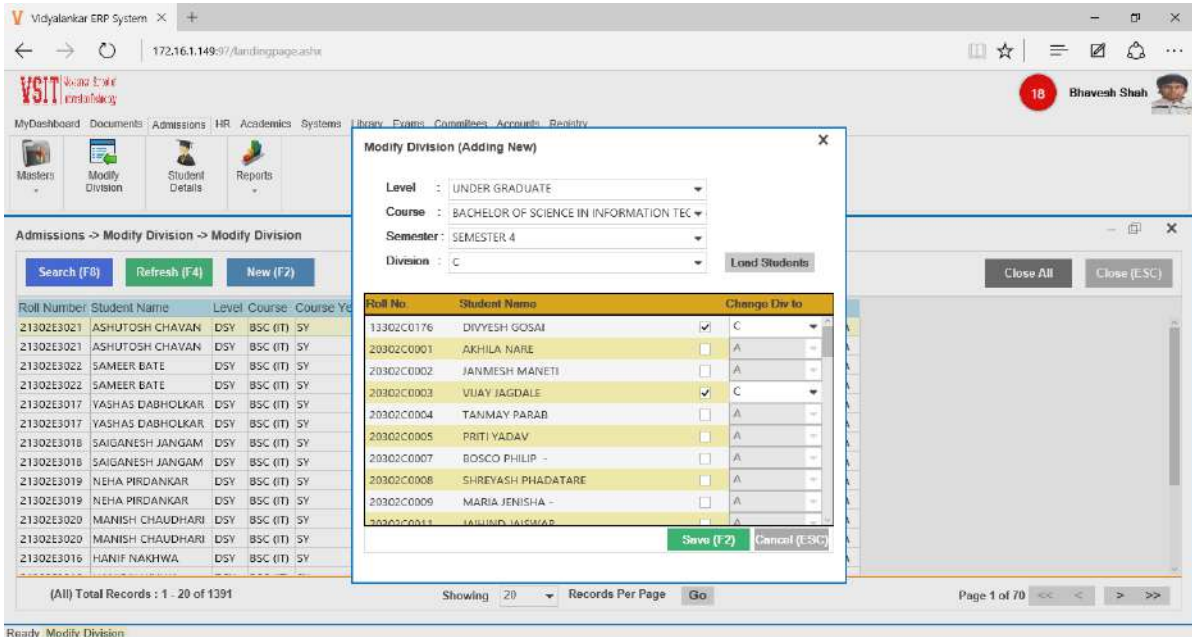 Vidyalankar ERP System
172.16.1.149:97/landingpage.ashx
VSIT
18 Bhavesh Shah
MyDashboard Documents Admissions HR Academics Systems Library Exams Commitees Accounts Registry
Masters Modify Division Student Details Reports
Admissions -> Modify Division -> Modify Division
Search (F8) Refresh (F4) New (F2) Close All Close (ESC)
Roll Number Student Name Level Course Course Ye
21302E3021 ASHUTOSH CHAVAN DSY BSC (IT) SY
21302E3021 ASHUTOSH CHAVAN DSY BSC (IT) SY
21302E3022 SAMEER BATE DSY BSC (IT) SY
21302E3022 SAMEER BATE DSY BSC (IT) SY
21302E3017 YASHAS DABHOLKAR DSY BSC (IT) SY
21302E3017 YASHAS DABHOLKAR DSY BSC (IT) SY
21302E3018 SAIGANESH JANGAM DSY BSC (IT) SY
21302E3018 SAIGANESH JANGAM DSY BSC (IT) SY
21302E3019 NEHA PIRDANKAR DSY BSC (IT) SY
21302E3019 NEHA PIRDANKAR DSY BSC (IT) SY
21302E3020 MANISH CHAUDHARI DSY BSC (IT) SY
21302E3020 MANISH CHAUDHARI DSY BSC (IT) SY
21302E3016 HANIF NAKHWA DSY BSC (IT) SY
Modify Division (Adding New)
Level : UNDER GRADUATE
Course : BACHELOR OF SCIENCE IN INFORMATION TEC
Semester : SEMESTER 4
Division : C Load Students
Roll No. Student Name Change Div to
13302C0176 DIVYESH GOSAI C
20302C0001 AKHILA NARE A
20302C0002 JANMESH MANETI A
20302C0003 VIJAY JAGDALE C
20302C0004 TANMAY PARAB A
20302C0005 PRITI YADAV A
20302C0007 BOSCO PHILIP - A
20302C0008 SHREYASH PHADATARE A
20302C0009 MARIA JENISHA - A
20302C0011 JAIHIND JAISWAR A
Save (F2) Cancel (ESC)
(All) Total Records : 1 - 20 of 1391 Showing 20 Records Per Page Go Page 1 of 70 << < > >>
Ready Modify Division